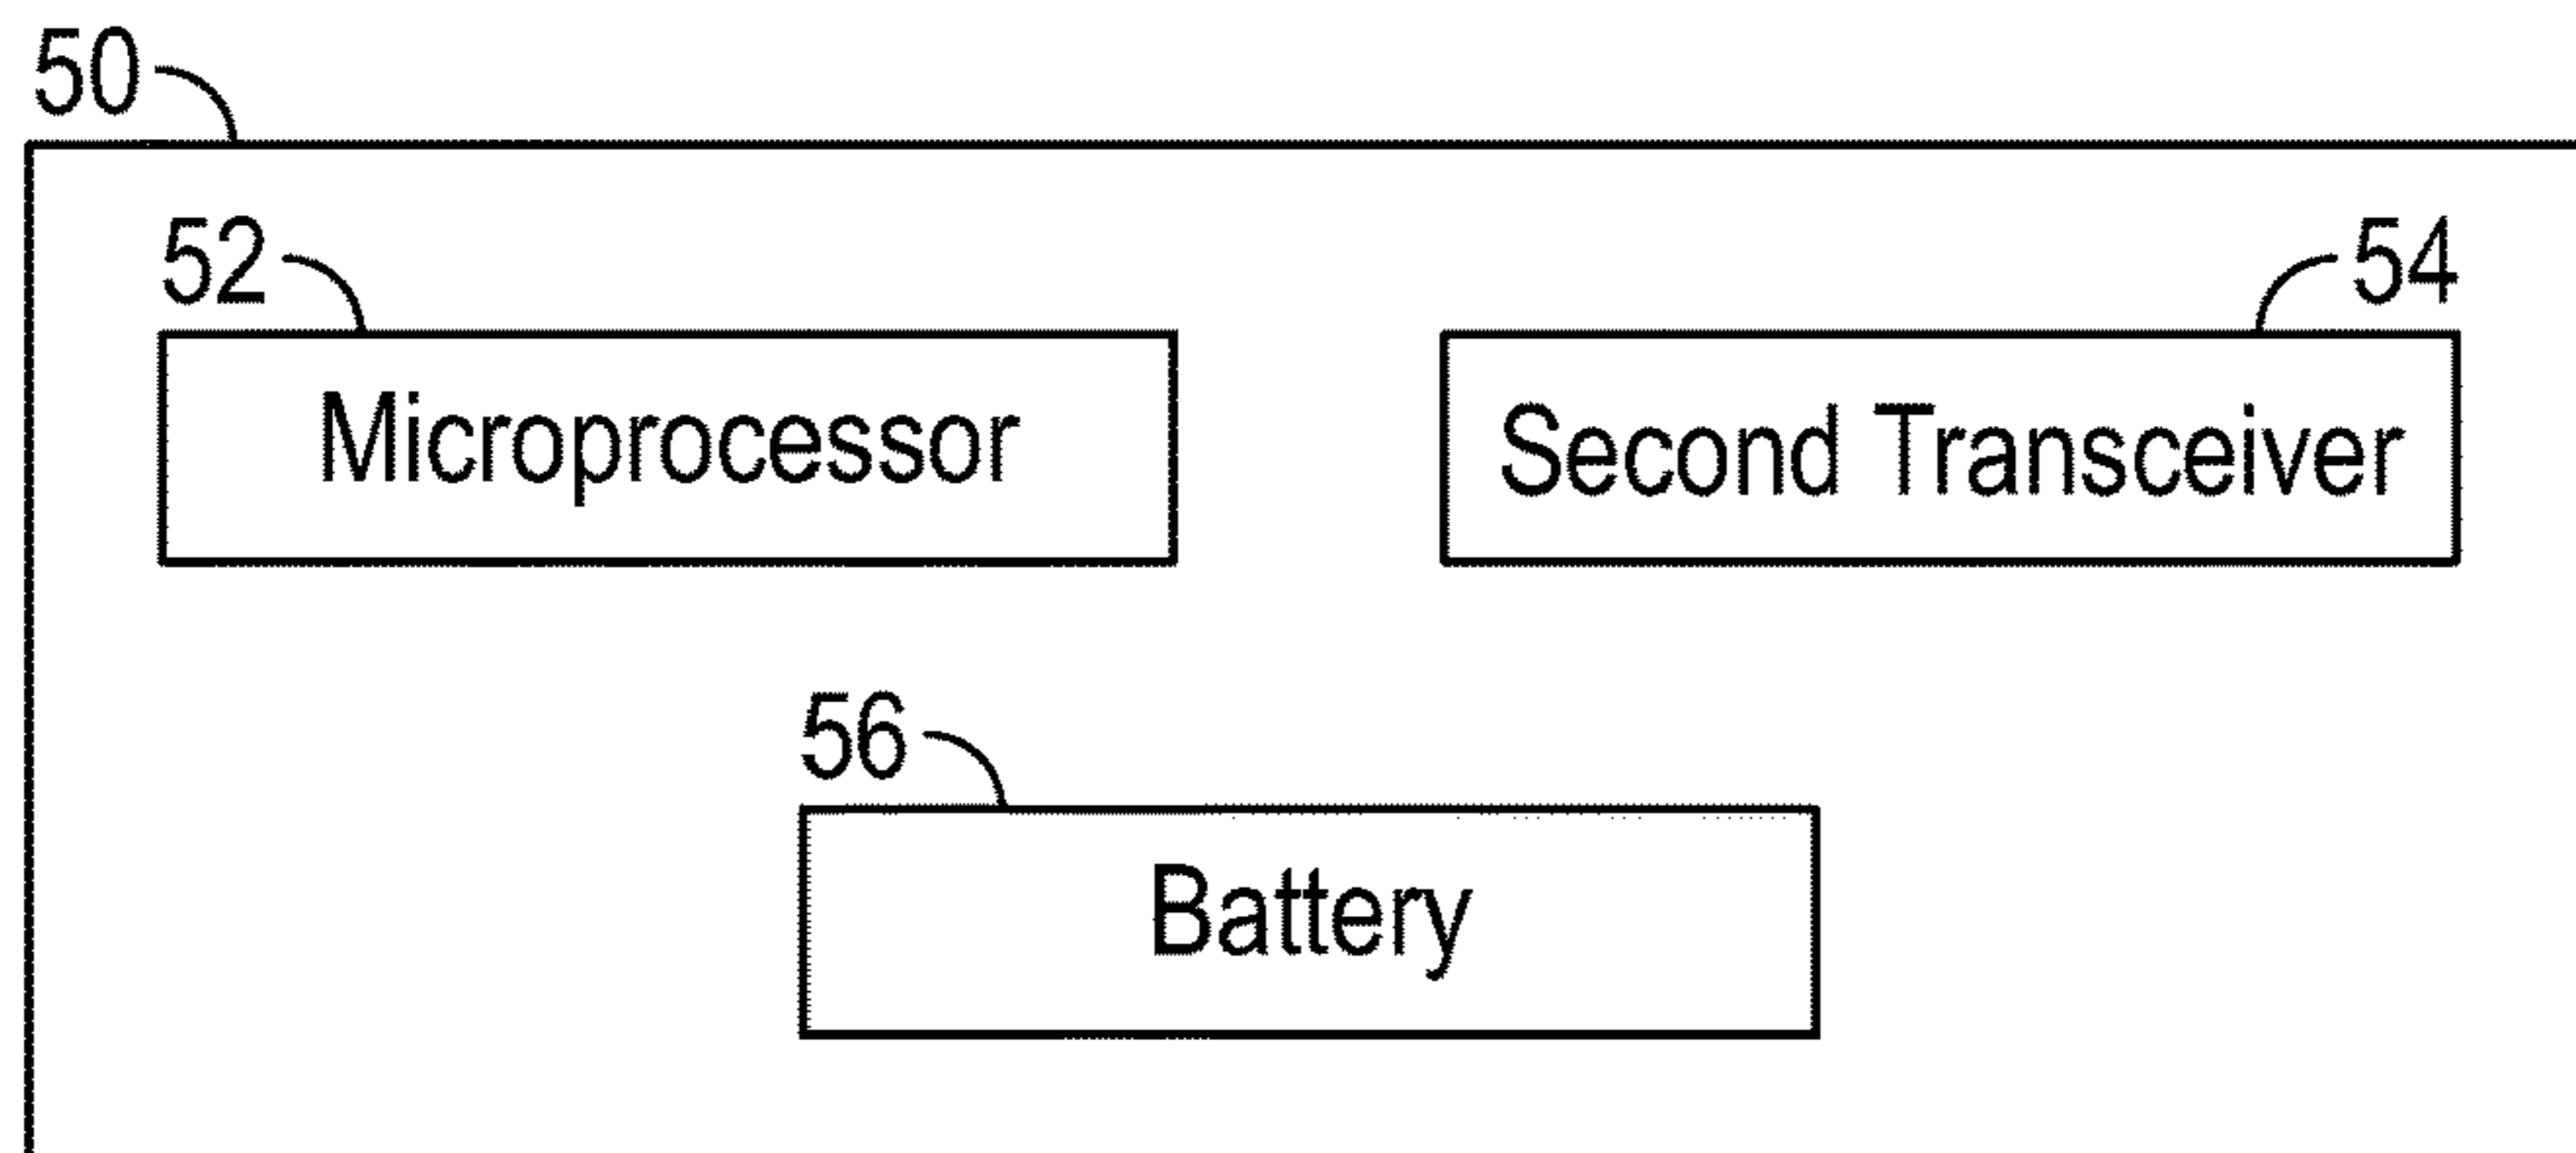 50
52
54
Microprocessor
Second Transceiver
56
Battery